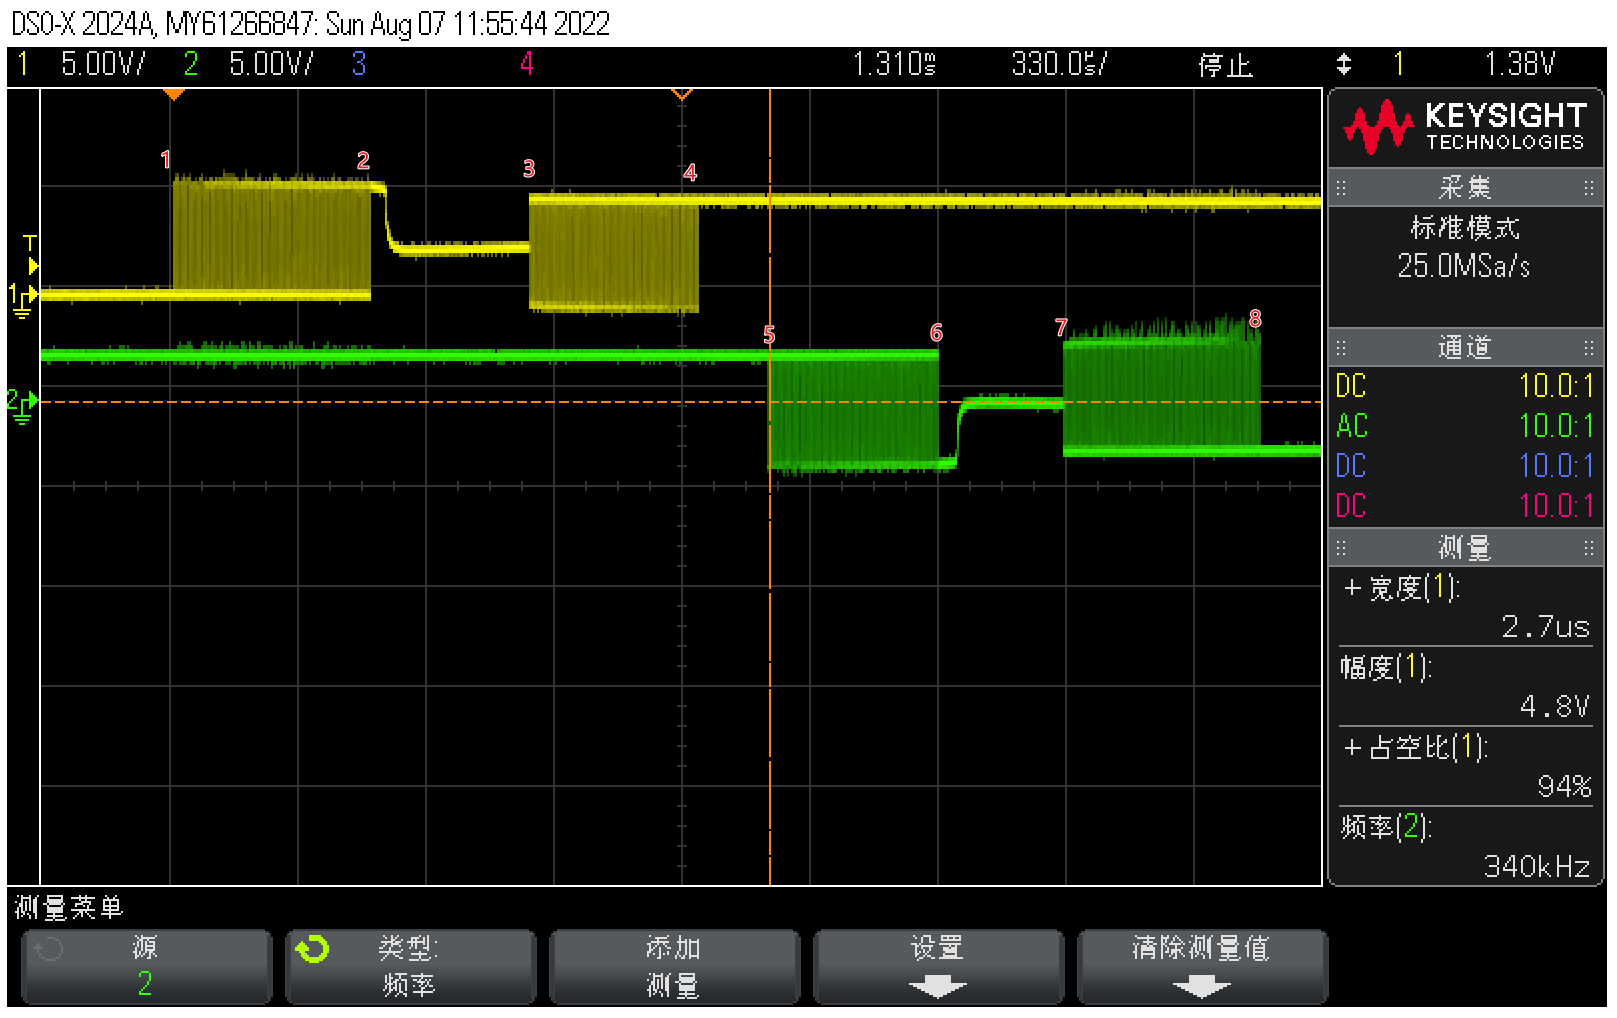 DSO-X 2024A, MY61266847: Sun Aug 07 11:55:44 2022
1 5.00V/ 2 5.00V/ 3 4 1.310ms 330.0us/ 停止 1 1.38V
KEYSIGHT
TECHNOLOGIES
采集
标准模式
25.0MSa/s
通道
DC 10.0:1
AC 10.0:1
DC 10.0:1
DC 10.0:1
测量
+宽度(1):
2.7us
幅度(1):
4.8V
+占空比(1):
94%
频率(2):
340kHz
1 2 3 4
T
1
5 6 7 8
2
测量菜单
源
2
类型:
频率
添加
测量
设置
清除测量值